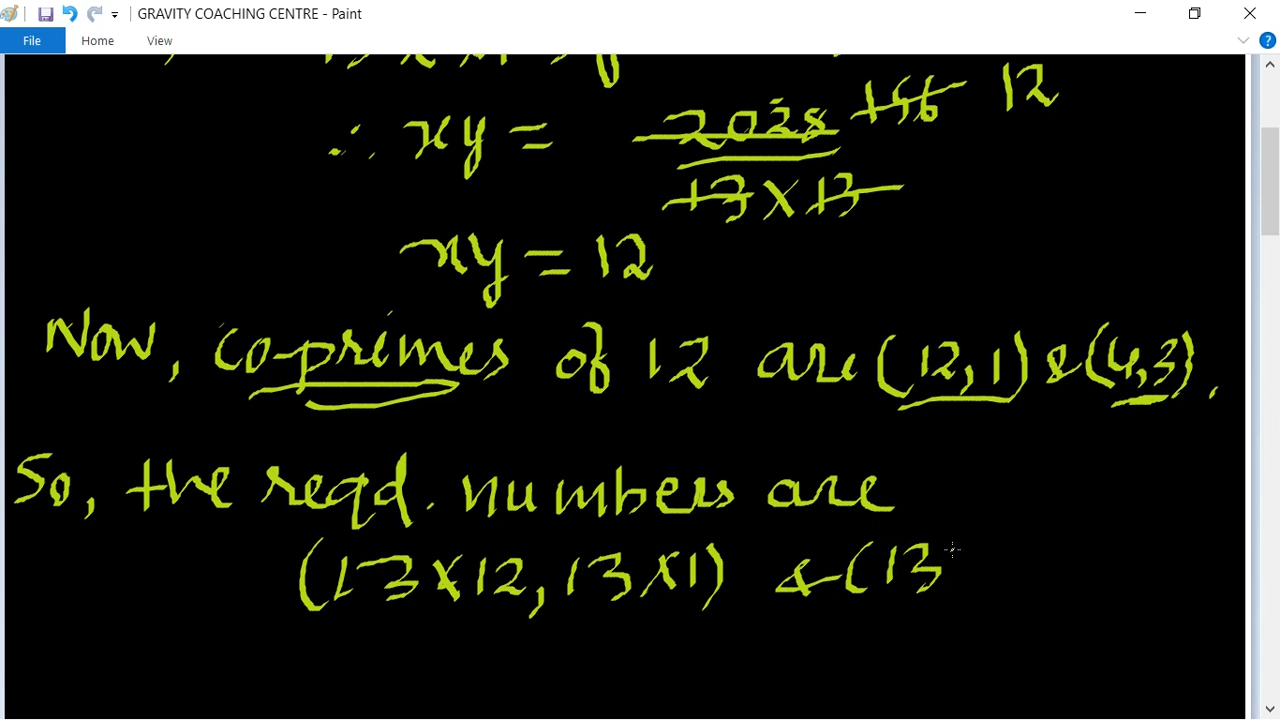 GRAVITY COACHING CENTRE - Paint
File Home View
∴ xy = 2028 156 12
13 × 13
xy = 12
Now, co-primes of 12 are (12, 1) & (4, 3).
So, the reqd. numbers are
(13 × 12, 13 × 1) & (13